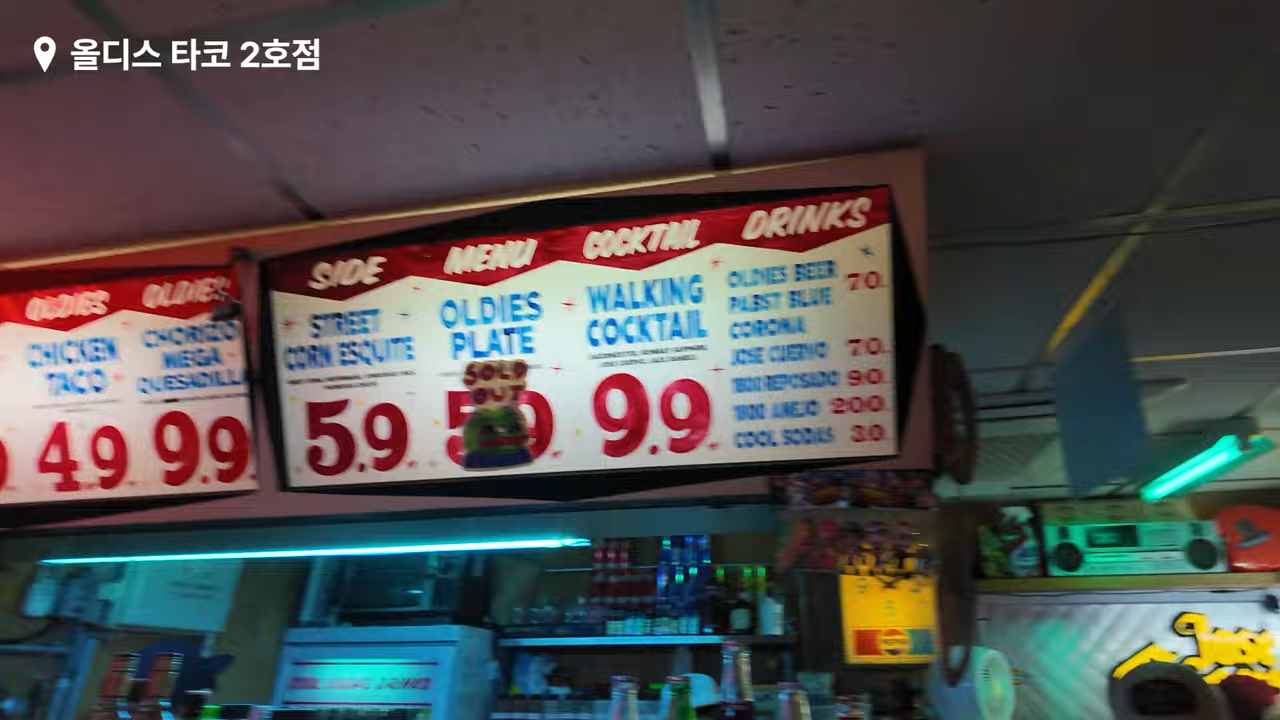 올디스 타코 2호점
OLDIES
CHICKEN
TACO
4.9
OLDIES
CHORIZO
MEGA
QUESADILLA
9.9
SIDE
STREET
CORN ESQUITE
5.9
MENU
OLDIES
PLATE
SOLD
OUT
COCKTAIL
WALKING
COCKTAIL
9.9
DRINKS
OLDIES BEER 7.0
PABST BLUE
CORONA
JOSE CUERVO 7.0
1800 REPOSADO 9.0
1800 ANEJO 20.0
COOL SODAS 3.0